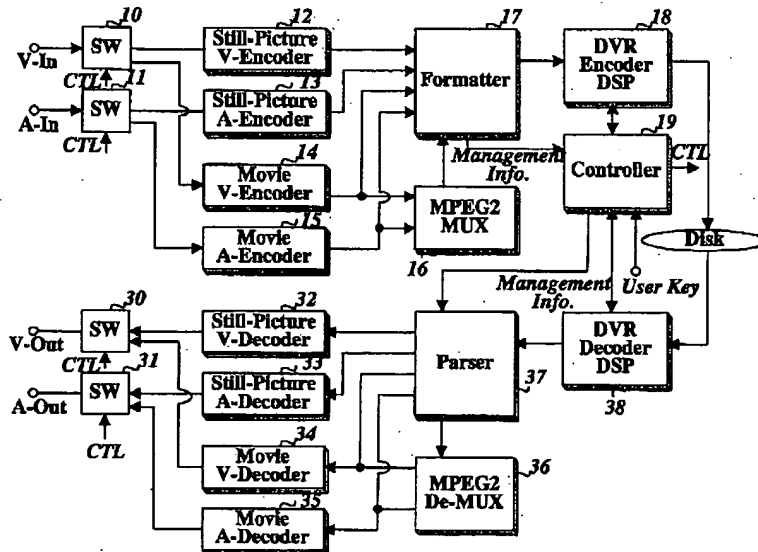 10
12
17
18
V-In
SW
Still-Picture
V-Encoder
Formatter
DVR
Encoder
DSP
CTL
11
13
A-In
SW
Still-Picture
A-Encoder
19
CTL
14
Movie
V-Encoder
Management
Info.
Controller
CTL
15
Movie
A-Encoder
MPEG2
MUX
16
Disk
User Key
Management
Info.
30
32
V-Out
SW
Still-Picture
V-Decoder
Parser
DVR
Decoder
DSP
CTL
31
33
A-Out
SW
Still-Picture
A-Decoder
37
38
CTL
34
Movie
V-Decoder
MPEG2
De-MUX
36
35
Movie
A-Decoder